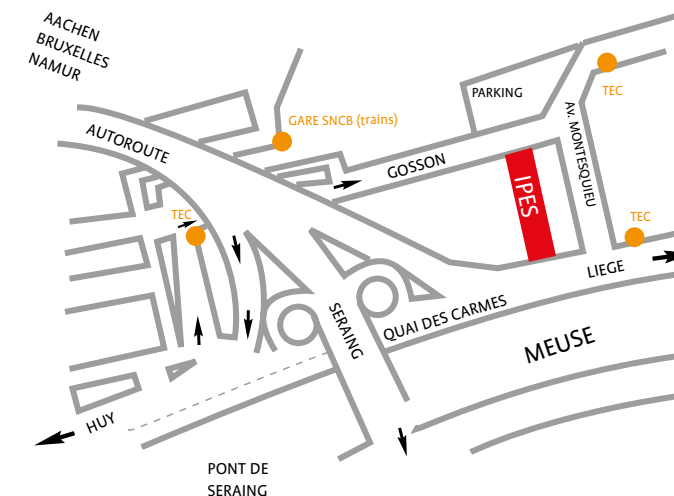 AACHEN
BRUXELLES
NAMUR
AUTOROUTE
GARE SNCB (trains)
PARKING
TEC
Av. MONTESQUIEU
GOSSON
IPES
TEC
TEC
LIEGE
SERAING
QUAI DES CARMES
MEUSE
HUY
PONT DE
SERAING